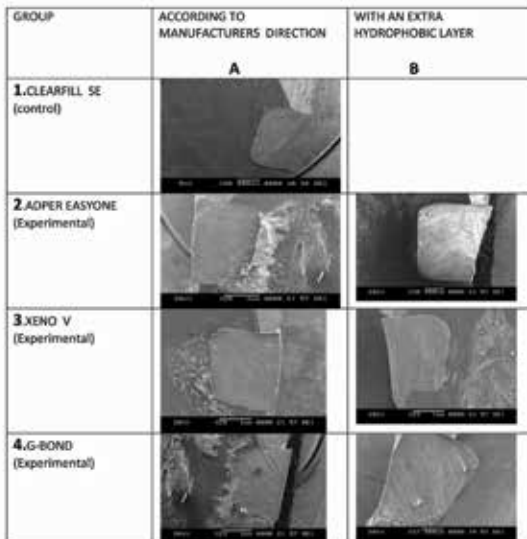 GROUP
ACCORDING TO
MANUFACTURERS DIRECTION
A
WITH AN EXTRA
HYDROPHOBIC LAYER
B
1.CLEARFILL SE
(control)
2.ADPER EASYONE
(Experimental)
3.XENO V
(Experimental)
4.G-BOND
(Experimental)